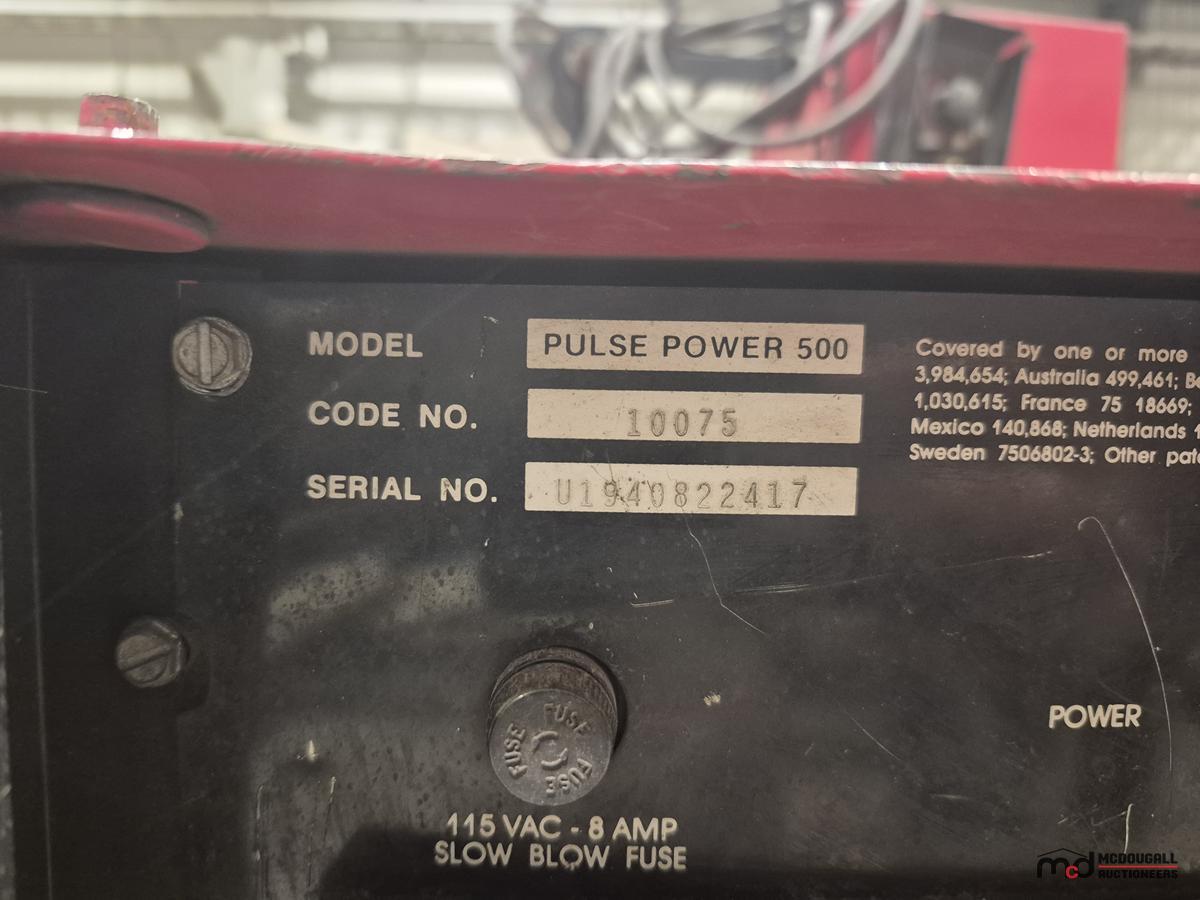 MODEL PULSE POWER 500
CODE NO. 10075
SERIAL NO. U1940822417
Covered by one or more
3,984,654; Australia 499,461;
1,030,615; France 75 18669;
Mexico 140,868; Netherlands
Sweden 7506802-3; Other
FUSE
FUSE
FUSE
POWER
115 VAC - 8 AMP
SLOW BLOW FUSE
mcd MCDOUGALL
AUCTIONEERS